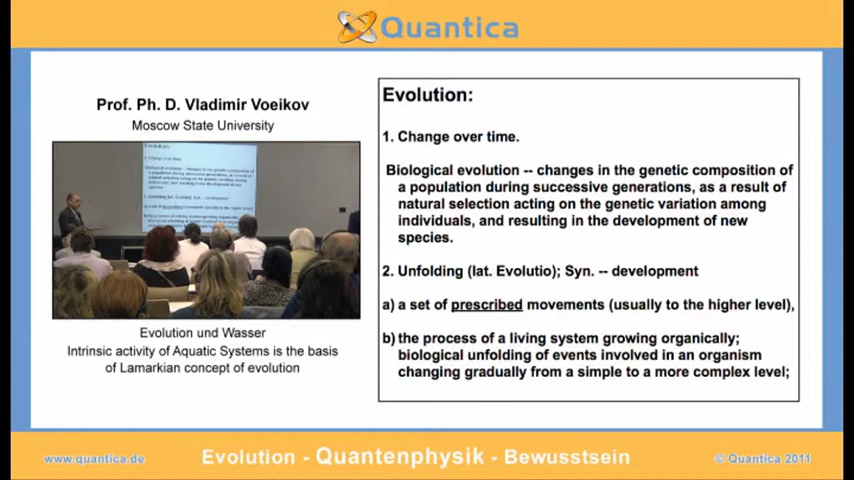 Quantica
Prof. Ph. D. Vladimir Voeikov
Moscow State University
Evolution und Wasser
Intrinsic activity of Aquatic Systems is the basis
of Lamarkian concept of evolution
Evolution:
1. Change over time.
Biological evolution -- changes in the genetic composition of
a population during successive generations, as a result of
natural selection acting on the genetic variation among
individuals, and resulting in the development of new
species.
2. Unfolding (lat. Evolutio); Syn. -- development
a) a set of prescribed movements (usually to the higher level),
b) the process of a living system growing organically;
biological unfolding of events involved in an organism
changing gradually from a simple to a more complex level;
www.quantica.de
Evolution - Quantenphysik - Bewusstsein
© Quantica 2011